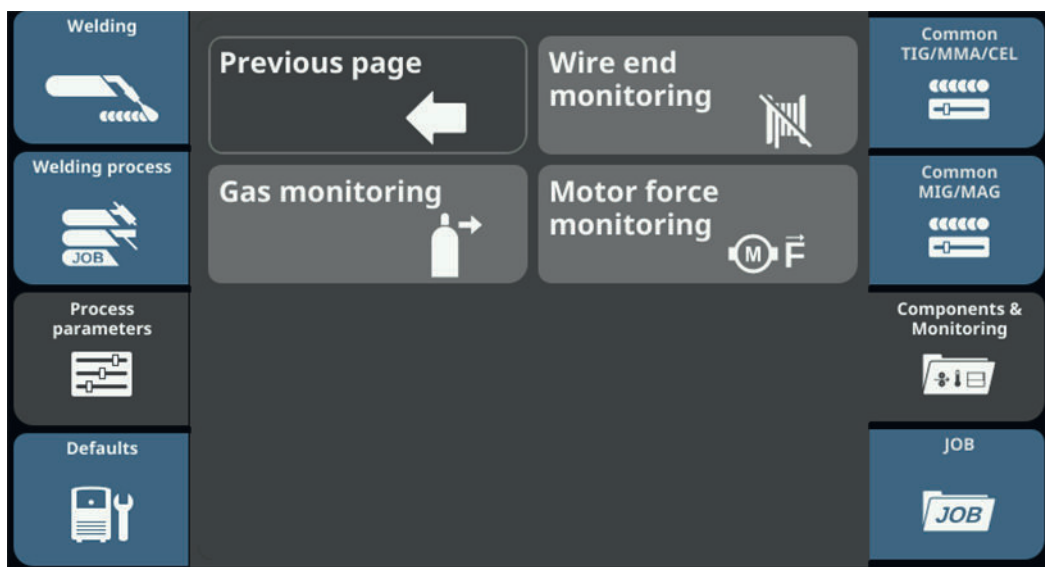 Welding
Welding process
JOB
Process
parameters
Defaults
Previous page
Wire end
monitoring
Gas monitoring
Motor force
monitoring
M F
Common
TIG/MMA/CEL
Common
MIG/MAG
Components &
Monitoring
JOB
JOB